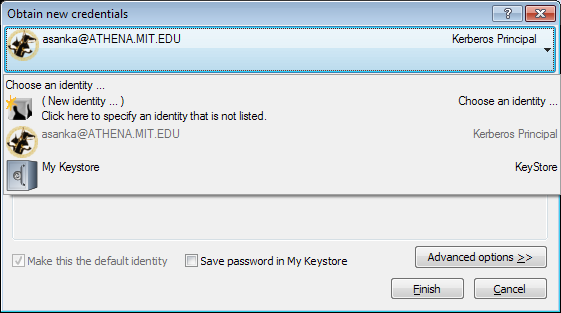 Obtain new credentials
asanka@ATHENA.MIT.EDU Kerberos Principal
Choose an identity ...
( New identity ... ) Choose an identity ...
Click here to specify an identity that is not listed.
asanka@ATHENA.MIT.EDU Kerberos Principal
My Keystore KeyStore
Make this the default identity Save password in My Keystore Advanced options >>
Finish Cancel